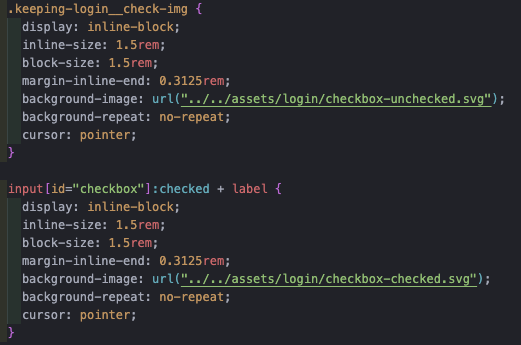 .keeping-login__check-img {
  display: inline-block;
  inline-size: 1.5rem;
  block-size: 1.5rem;
  margin-inline-end: 0.3125rem;
  background-image: url("../../assets/login/checkbox-unchecked.svg");
  background-repeat: no-repeat;
  cursor: pointer;
}

input[id="checkbox"]:checked + label {
  display: inline-block;
  inline-size: 1.5rem;
  block-size: 1.5rem;
  margin-inline-end: 0.3125rem;
  background-image: url("../../assets/login/checkbox-checked.svg");
  background-repeat: no-repeat;
  cursor: pointer;
}